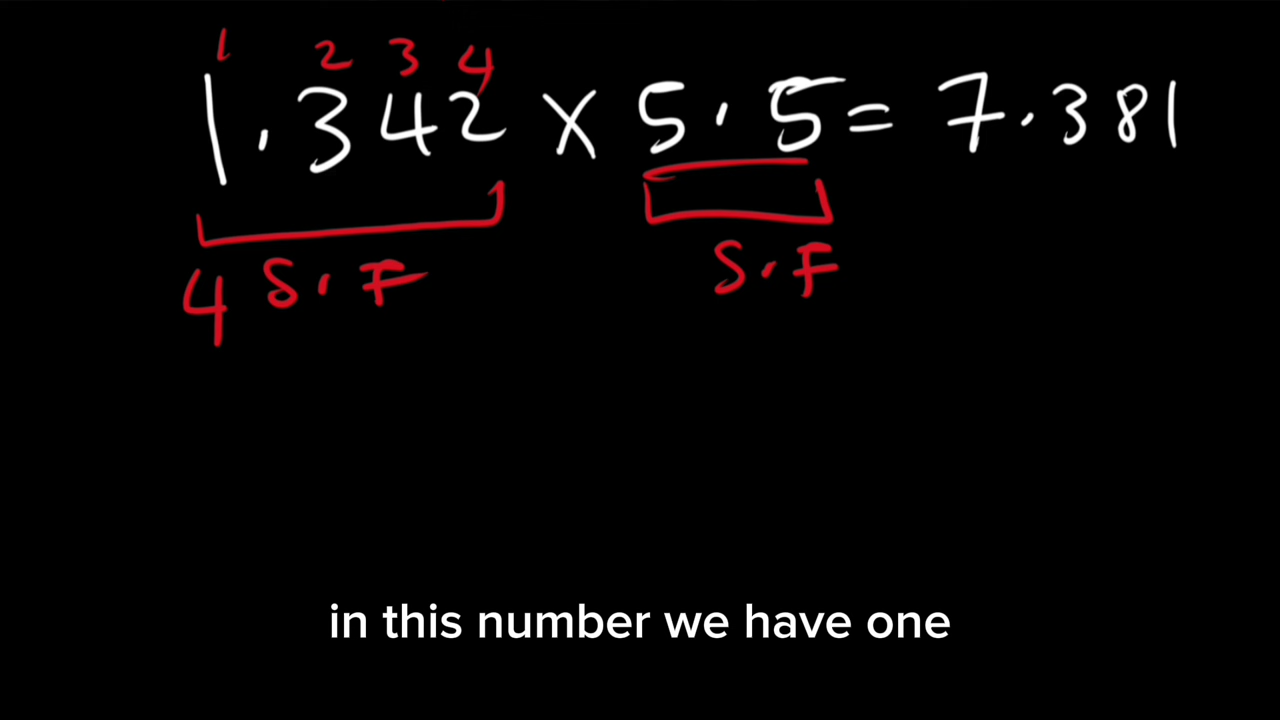 1 2 3 4
1.342 x 5.5 = 7.381
4 S.F S.F
in this number we have one